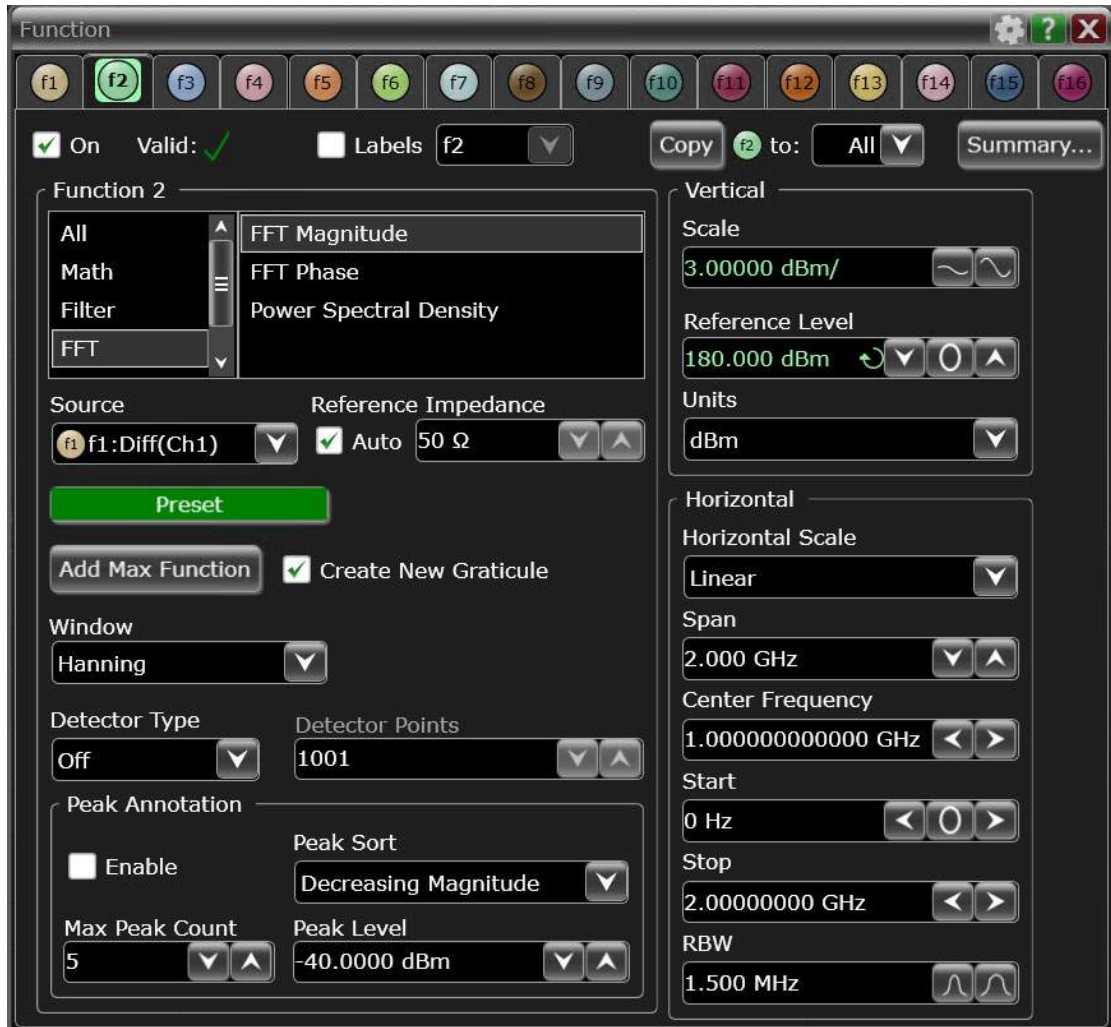 Function
?
X
f1 f2 f3 f4 f5 f6 f7 f8 f9 f10 f11 f12 f13 f14 f15 f16
On Valid: Labels f2 Copy f2 to: All Summary...
Function 2
All
Math
Filter
FFT
FFT Magnitude
FFT Phase
Power Spectral Density
Source
f1 f1:Diff(Ch1)
Reference Impedance
Auto 50 Ω
Preset
Add Max Function Create New Graticule
Window
Hanning
Detector Type
Off
Detector Points
1001
Peak Annotation
Enable
Peak Sort
Decreasing Magnitude
Max Peak Count
5
Peak Level
-40.0000 dBm
Vertical
Scale
3.00000 dBm/
Reference Level
180.000 dBm 0
Units
dBm
Horizontal
Horizontal Scale
Linear
Span
2.000 GHz
Center Frequency
1.000000000000 GHz
Start
0 Hz 0
Stop
2.00000000 GHz
RBW
1.500 MHz